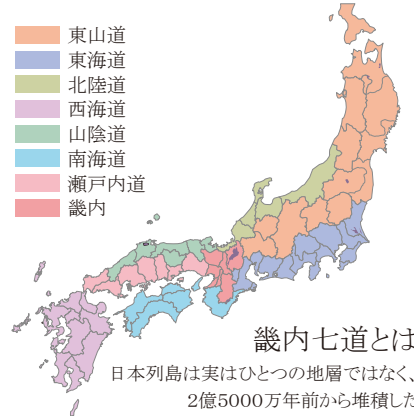 東山道
東海道
北陸道
西海道
山陰道
南海道
瀬戸内道
畿内
畿内七道とは
日本列島は実はひとつの地層ではなく、
2億5000万年前から堆積した